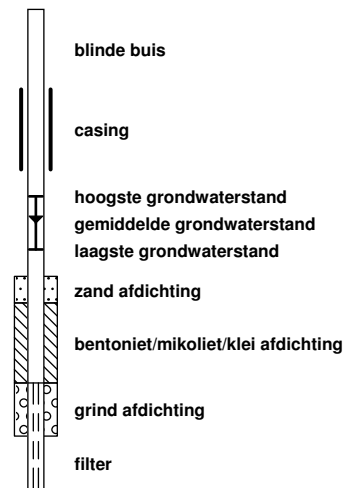 blinde buis
casing
hoogste grondwaterstand
gemiddelde grondwaterstand
laagste grondwaterstand
zand afdichting
bentoniet/mikoliet/klei afdichting
grind afdichting
filter